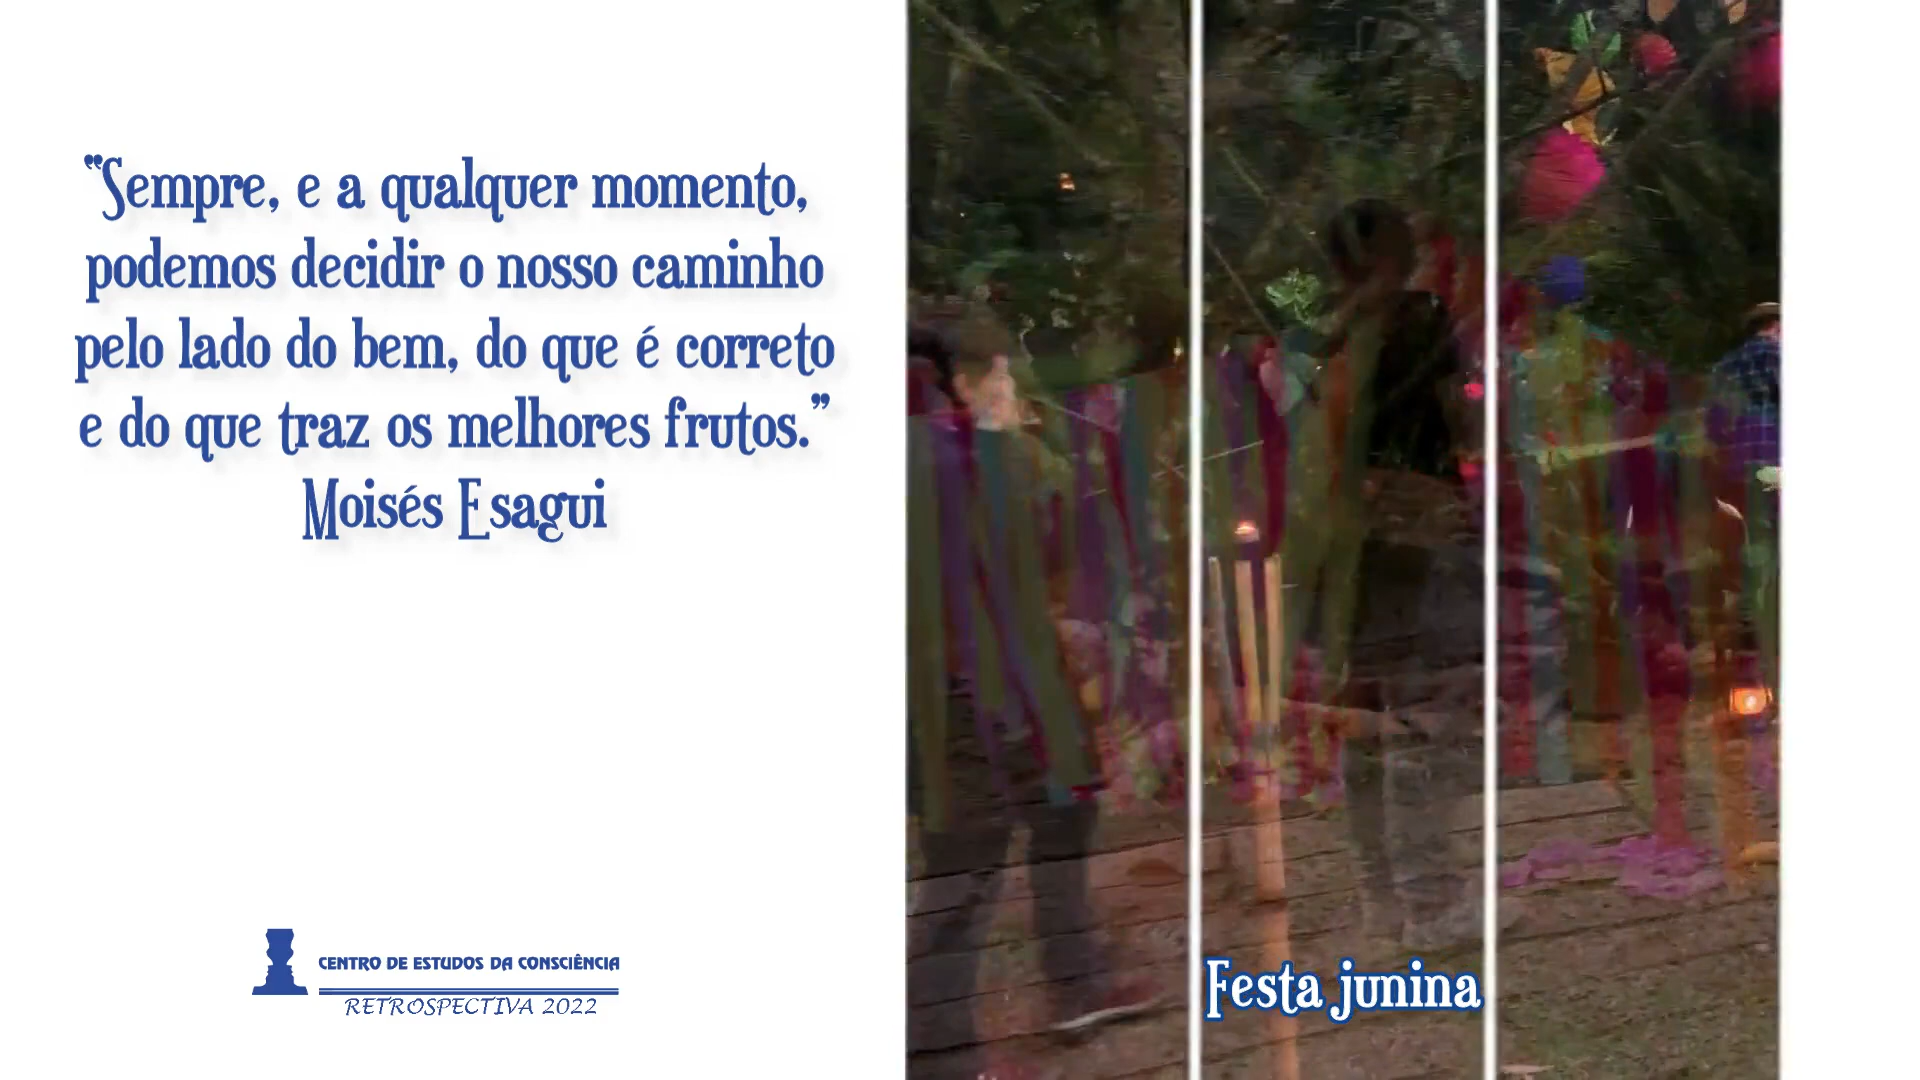 “Sempre, e a qualquer momento,
podemos decidir o nosso caminho
pelo lado do bem, do que é correto
e do que traz os melhores frutos.”
Moisés Esagui
CENTRO DE ESTUDOS DA CONSCIÊNCIA
RETROSPECTIVA 2022
Festa junina